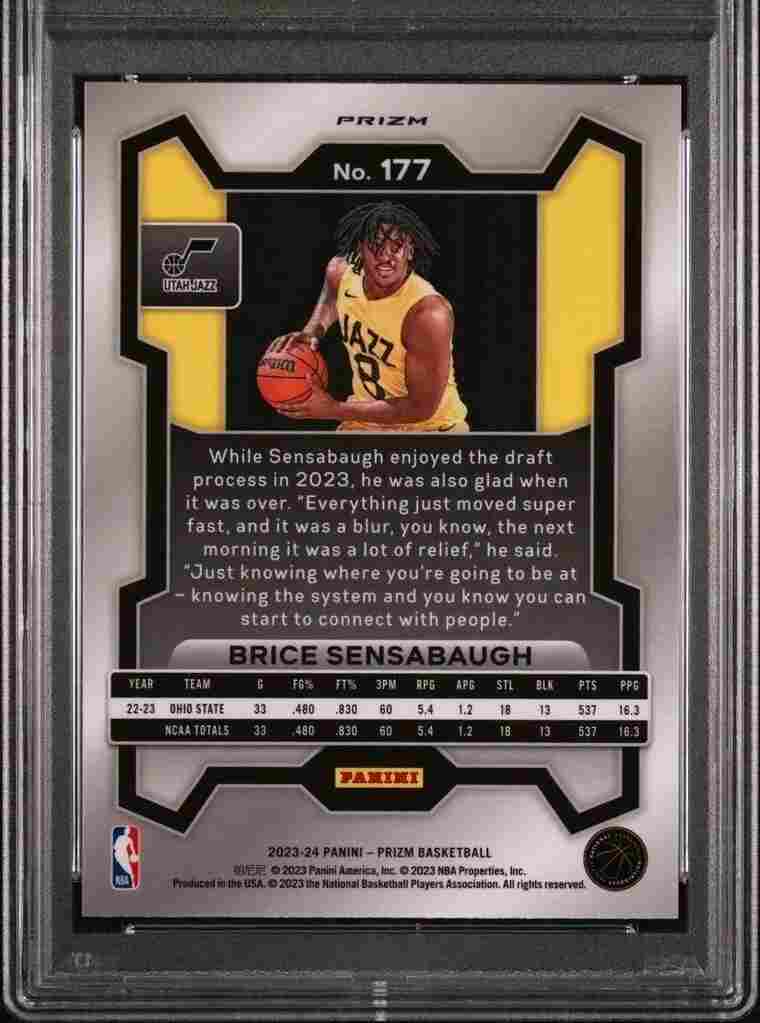 PRIZM
No. 177
UTAH JAZZ
Wilson
JAZZ
8
While Sensabaugh enjoyed the draft
process in 2023, he was also glad when
it was over. "Everything just moved super
fast, and it was a blur, you know, the next
morning it was a lot of relief," he said.
"Just knowing where you're going to be at
– knowing the system and you know you can
start to connect with people."
BRICE SENSABAUGH
YEAR TEAM G FG% FT% 3PM RPG APG STL BLK PTS PPG
22-23 OHIO STATE 33 .480 .830 60 5.4 1.2 18 13 537 16.3
NCAA TOTALS 33 .480 .830 60 5.4 1.2 18 13 537 16.3
PANINI
2023-24 PANINI – PRIZM BASKETBALL
帕尼尼 © 2023 Panini America, Inc. © 2023 NBA Properties, Inc.
Produced in the USA. © 2023 the National Basketball Players Association. All rights reserved.
NBA